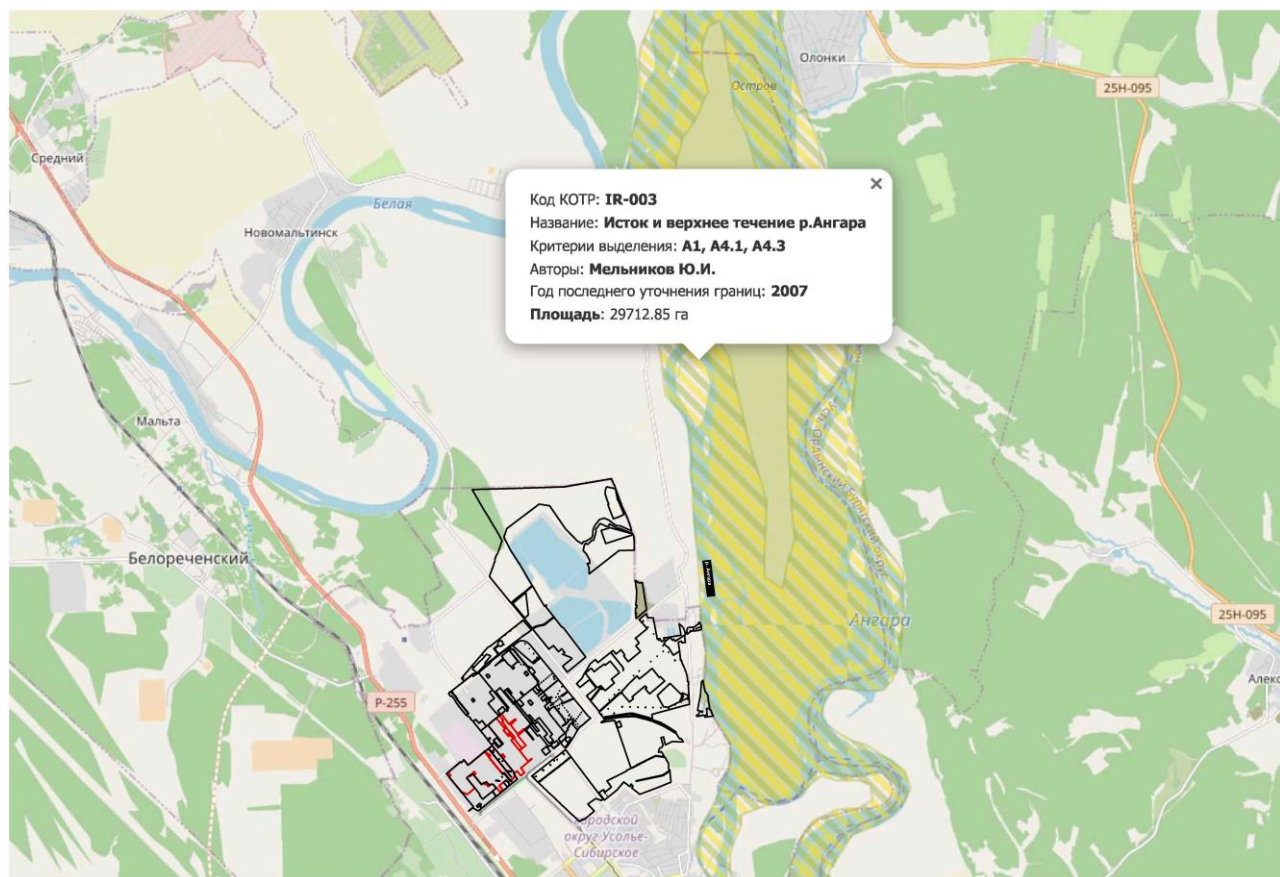 Олонки
Остров
25Н-095
Средний
Белая
Новомальтинск
×
Код КОТР: IR-003
Название: Исток и верхнее течение р.Ангара
Критерии выделения: A1, A4.1, A4.3
Авторы: Мельников Ю.И.
Год последнего уточнения границ: 2007
Площадь: 29712.85 га
Мальта
Белореченский
р. Ангара
Ангара
25Н-095
Р-255
округ Усолье-
Сибирское